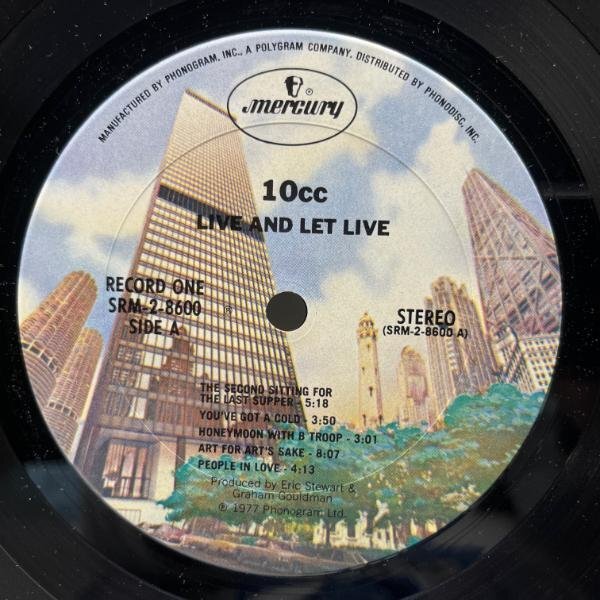 MANUFACTURED BY PHONOGRAM, INC., A POLYGRAM COMPANY. DISTRIBUTED BY PHONODISC, INC.
mercury ®
10cc
LIVE AND LET LIVE
RECORD ONE
SRM-2-8600
SIDE A
®
STEREO
(SRM-2-8600 A)
THE SECOND SITTING FOR
THE LAST SUPPER - 5:18
YOU'VE GOT A COLD - 3:50
HONEYMOON WITH B TROOP - 3:01
ART FOR ART'S SAKE - 8:07
PEOPLE IN LOVE - 4:13
Produced by Eric Stewart &
Graham Gouldman
℗ 1977 Phonogram Ltd.